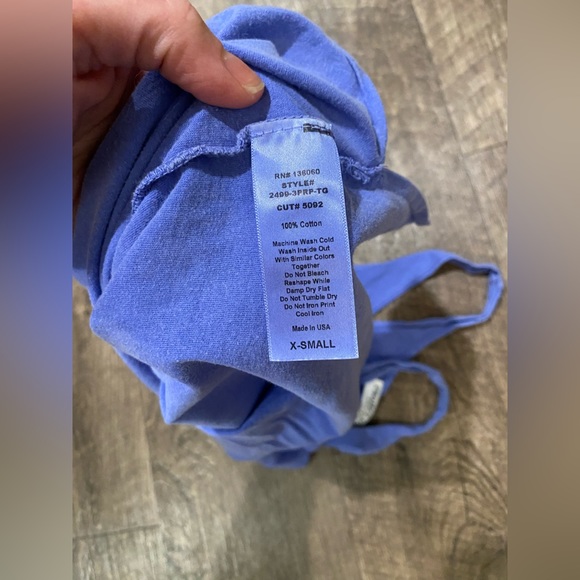 RN# 136060
STYLE#
2499-3PRP-TG
CUT# 5092
100% Cotton
Machine Wash Cold
Wash Inside Out
With Similar Colors
Together
Do Not Bleach
Reshape While
Damp Dry Flat
Do Not Tumble Dry
Do Not Iron Print
Cool Iron
Made in USA
X-SMALL